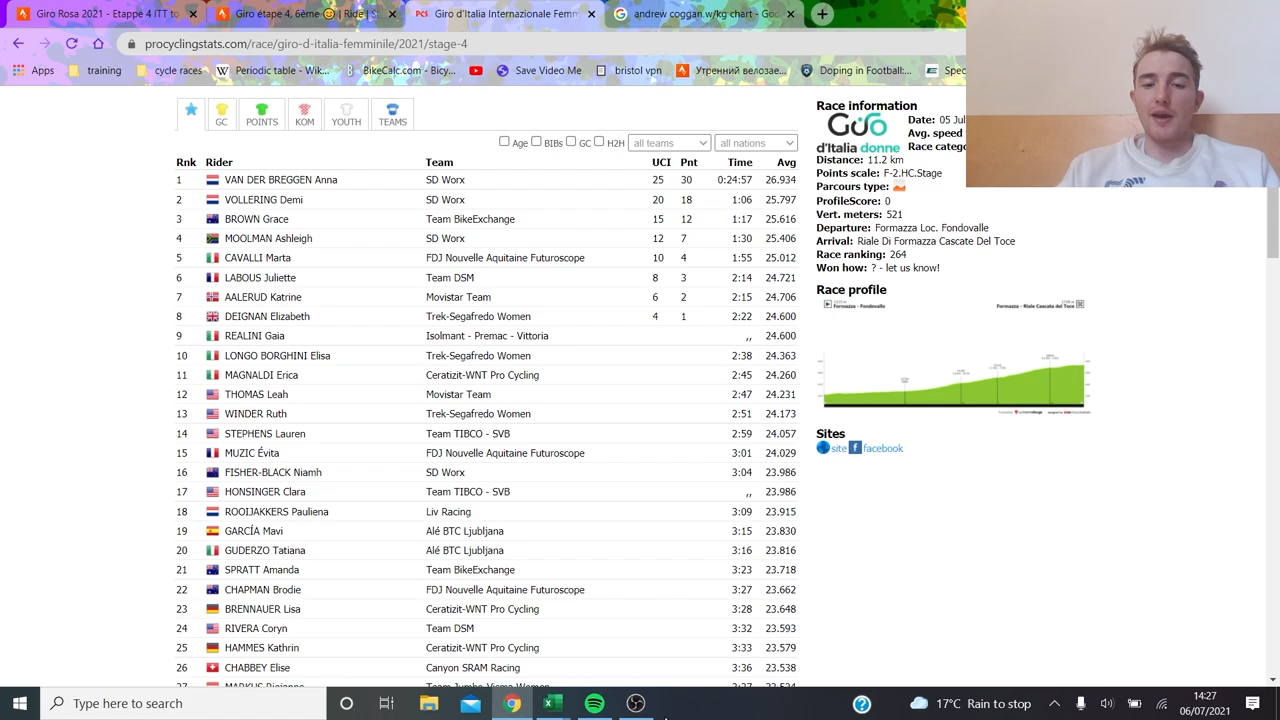 Giro Rosa 2021 - Etappe 4 ITT
Giro d'Italia - 6eme 😊 | Ride | S
Giro d'Italia Internazionale Femm
andrew coggan w/kg chart - Goo
procyclingstats.com/race/giro-d-italia-femminile/2021/stage-4
Apps
training
cycle races
Periodic table - Wik...
BikeCalc.com - Bicy...
Save Video Me
bristol vpn
Утренний велозае...
Doping in Football:...
Spec
GC
POINTS
KOM
YOUTH
TEAMS
Age BIBs GC H2H all teams all nations
Rnk Rider Team UCI Pnt Time Avg
1 VAN DER BREGGEN Anna SD Worx 25 30 0:24:57 26.934
2 VOLLERING Demi SD Worx 20 18 1:06 25.797
3 BROWN Grace Team BikeExchange 15 12 1:17 25.616
4 MOOLMAN Ashleigh SD Worx 12 7 1:30 25.406
5 CAVALLI Marta FDJ Nouvelle Aquitaine Futuroscope 10 4 1:55 25.012
LABOUS Juliette Team DSM 3 2:14 24.721
7 AALERUD Katrine Movistar Team 6 2 2:15 24.706
8 DEIGNAN Elizabeth Trek-Segafredo Women 4 1 2:22 24.600
9 REALINI Gaia Isolmant - Premac - Vittoria ,, 24.600
10 LONGO BORGHINI Elisa Trek-Segafredo Women 2:38 24.363
MAGNALDI Erica Ceratizit-WNT Pro Cycling 2:45 24.260
12 THOMAS Leah Movistar Team 2:47 24.231
13 WINDER Ruth Trek-Segafredo Women 2:51 24.173
14 STEPHENS Lauren Team TIBCO - SVB 2:59 24.057
MUZIC Évita FDJ Nouvelle Aquitaine Futuroscope 3:01 24.029
16 FISHER-BLACK Niamh SD Worx 3:04 23.986
17 HONSINGER Clara Team TIBCO - SVB ,, 23.986
18 ROOIJAKKERS Pauliena Liv Racing 3:09 23.915
19 GARCÍA Mavi Alé BTC Ljubljana 3:15 23.830
20 GUDERZO Tatiana Alé BTC Ljubljana 3:16 23.816
21 SPRATT Amanda Team BikeExchange 3:23 23.718
22 CHAPMAN Brodie FDJ Nouvelle Aquitaine Futuroscope 3:27 23.662
23 BRENNAUER Lisa Ceratizit-WNT Pro Cycling 3:28 23.648
24 RIVERA Coryn Team DSM 3:32 23.593
25 HAMMES Kathrin Ceratizit-WNT Pro Cycling 3:33 23.579
26 CHABBEY Elise Canyon SRAM Racing 3:36 23.538
Race information
Giro
d'Italia donne
Date: 05 Jul
Avg. speed
Race catego
Distance: 11.2 km
Points scale: F-2.HC.Stage
Parcours type:
ProfileScore: 0
Vert. meters: 521
Departure: Formazza Loc. Fondovalle
Arrival: Riale Di Formazza Cascate Del Toce
Race ranking: 264
Won how: ? - let us know!
Race profile
Formazza - Fondovalle
Formazza - Riale Cascata del Toce
Sites
site facebook
Type here to search
17°C Rain to stop
14:27
06/07/2021